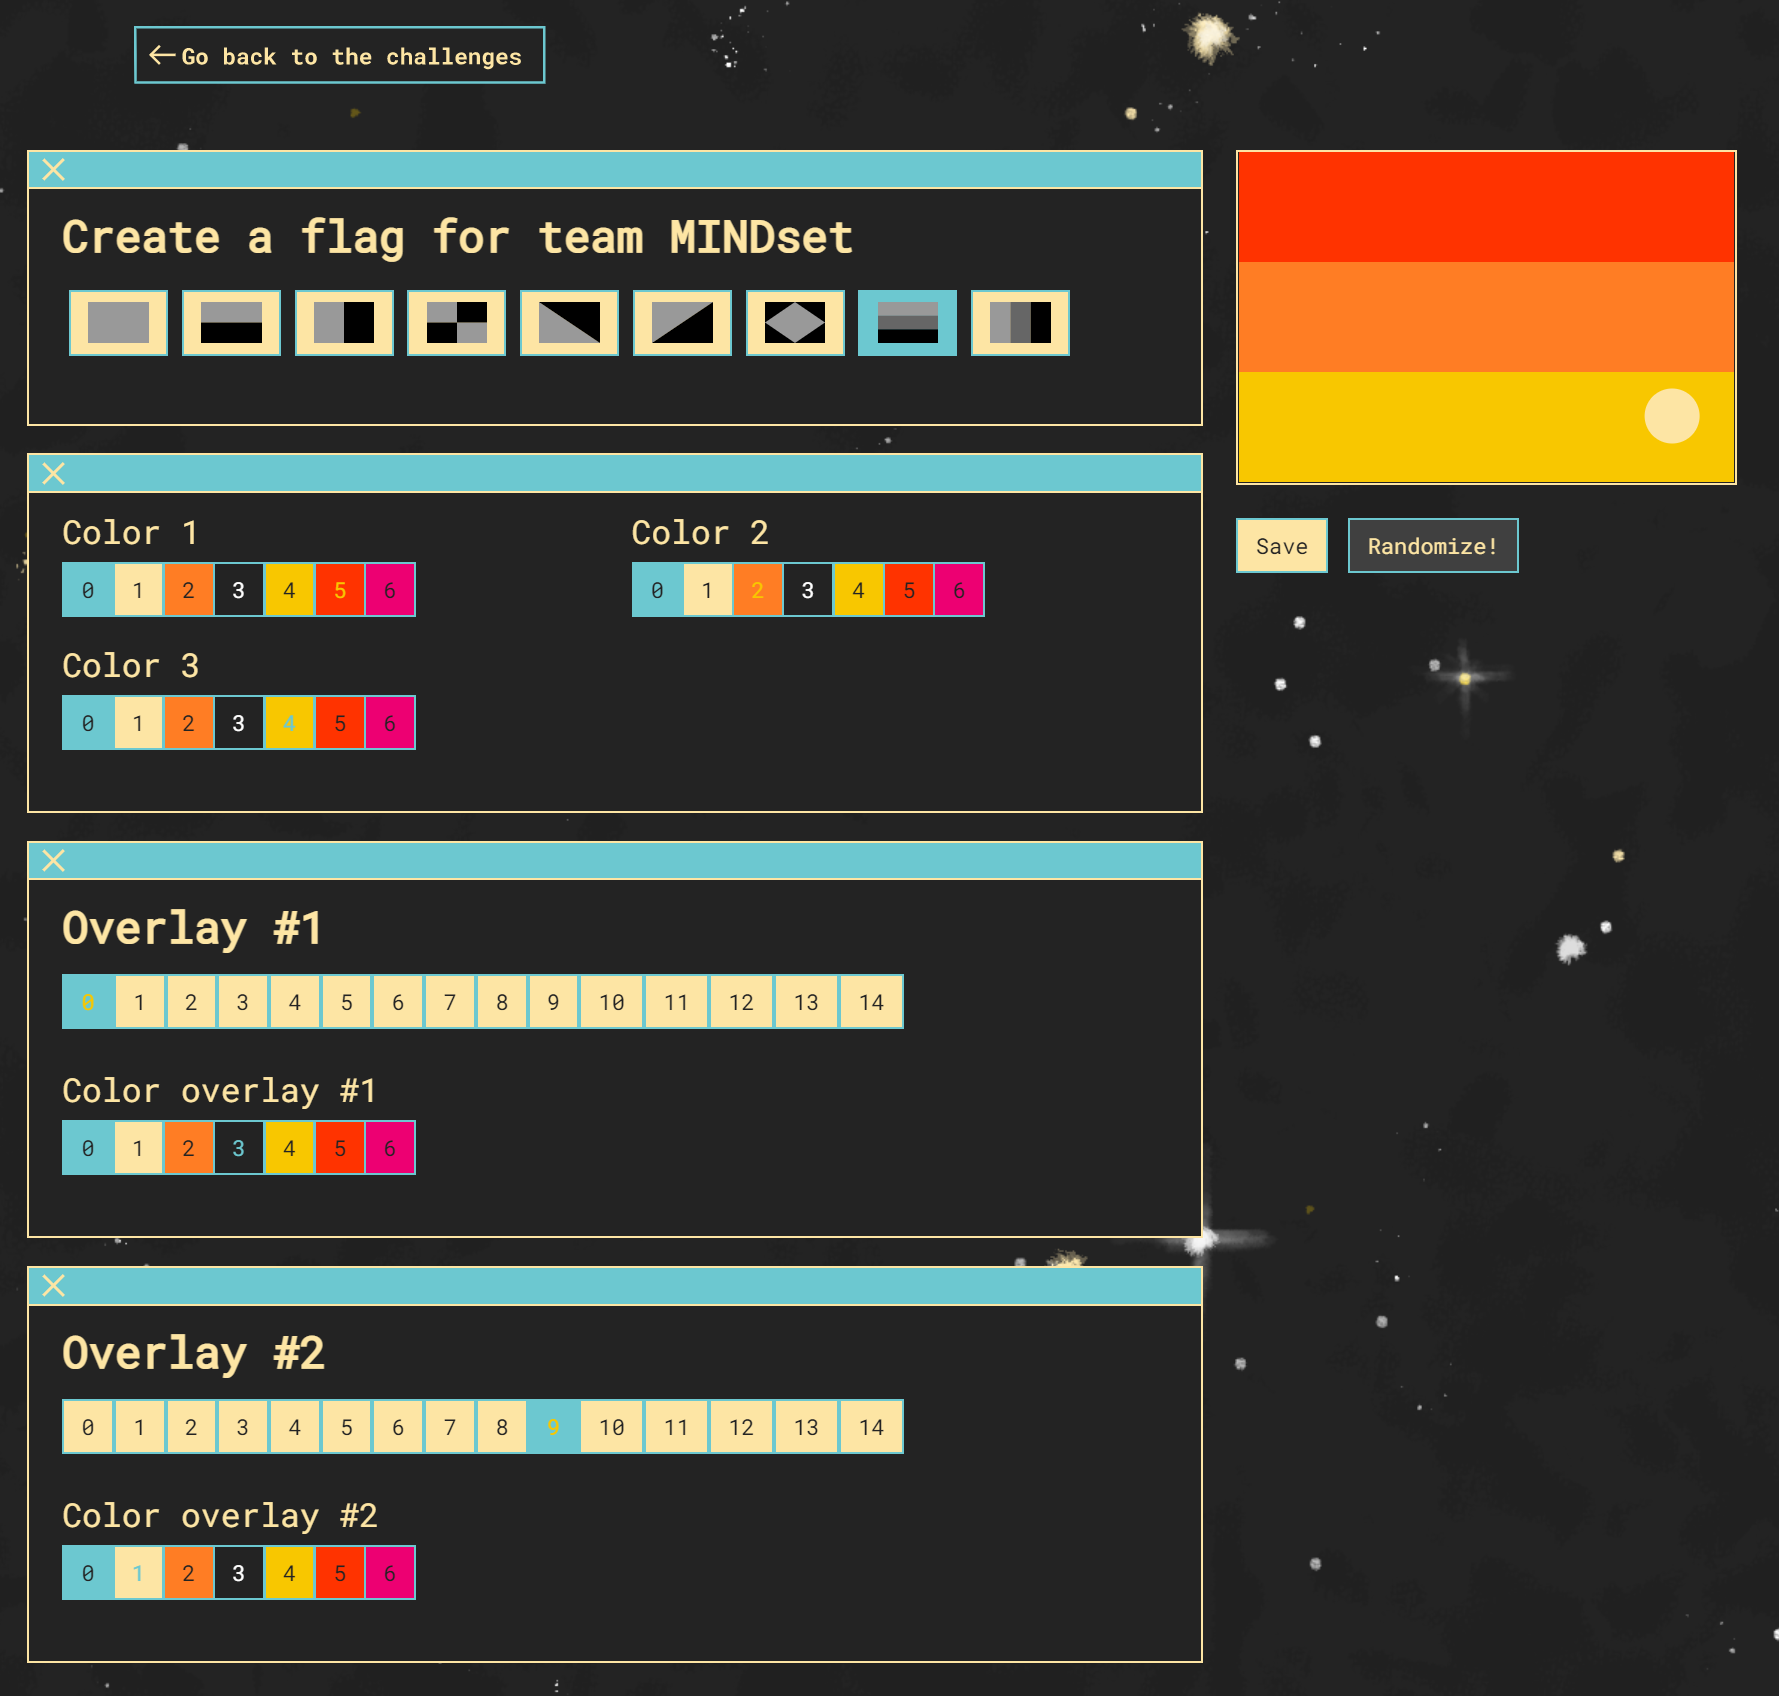 Go back to the challenges
Create a flag for team MINDset
Color 1
0 1 2 3 4 5 6
Color 2
0 1 2 3 4 5 6
Color 3
0 1 2 3 4 5 6
Overlay #1
0 1 2 3 4 5 6 7 8 9 10 11 12 13 14
Color overlay #1
0 1 2 3 4 5 6
Overlay #2
0 1 2 3 4 5 6 7 8 9 10 11 12 13 14
Color overlay #2
0 1 2 3 4 5 6
Save
Randomize!